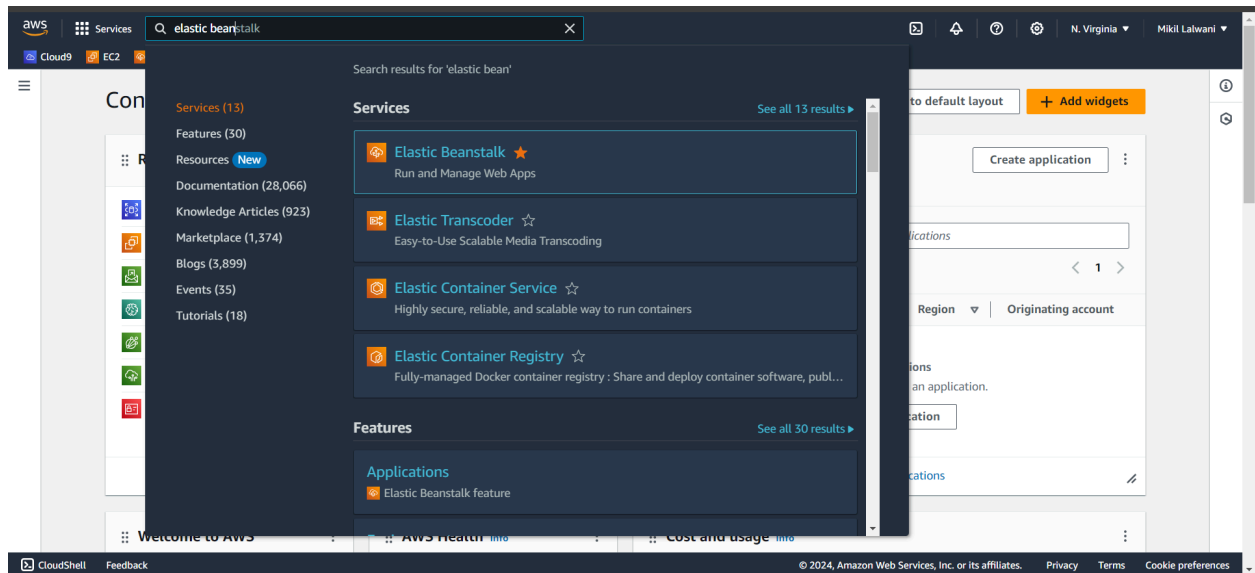 aws
Services
elastic beanstalk
N. Virginia ▼
Mikil Lalwani ▼
Cloud9
EC2
Search results for 'elastic bean'
Services (13)
Features (30)
Resources New
Documentation (28,066)
Knowledge Articles (923)
Marketplace (1,374)
Blogs (3,899)
Events (35)
Tutorials (18)
Services
See all 13 results ▶
Elastic Beanstalk
Run and Manage Web Apps
Elastic Transcoder
Easy-to-Use Scalable Media Transcoding
Elastic Container Service
Highly secure, reliable, and scalable way to run containers
Elastic Container Registry
Fully-managed Docker container registry : Share and deploy container software, publ...
Features
See all 30 results ▶
Applications
Elastic Beanstalk feature
Con
to default layout
+ Add widgets
R
Create application
lications
< 1 >
Region
Originating account
ions
an application.
cation
cations
Welcome to AWS
AWS Health Info
Cost and usage Info
CloudShell
Feedback
© 2024, Amazon Web Services, Inc. or its affiliates.
Privacy
Terms
Cookie preferences